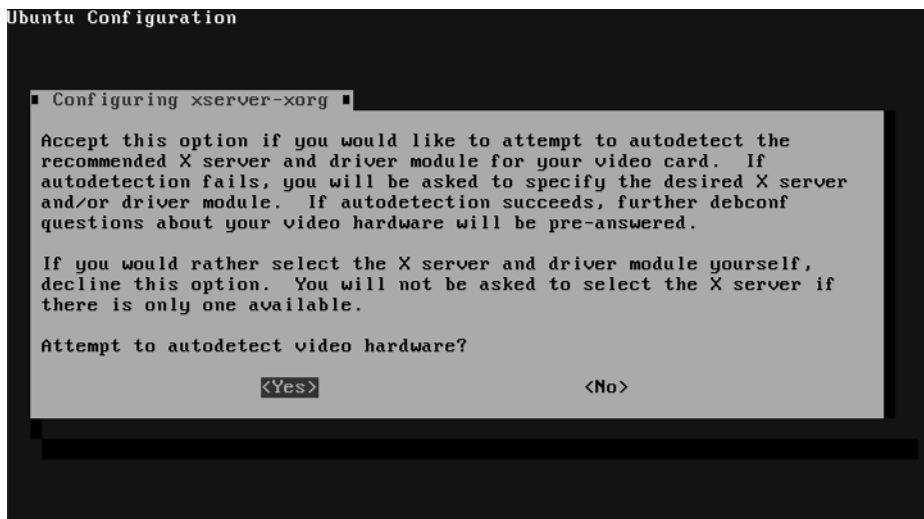 Ubuntu Configuration
Configuring xserver-xorg
Accept this option if you would like to attempt to autodetect the
recommended X server and driver module for your video card.  If
autodetection fails, you will be asked to specify the desired X server
and/or driver module.  If autodetection succeeds, further debconf
questions about your video hardware will be pre-answered.
If you would rather select the X server and driver module yourself,
decline this option.  You will not be asked to select the X server if
there is only one available.
Attempt to autodetect video hardware?
<Yes> <No>